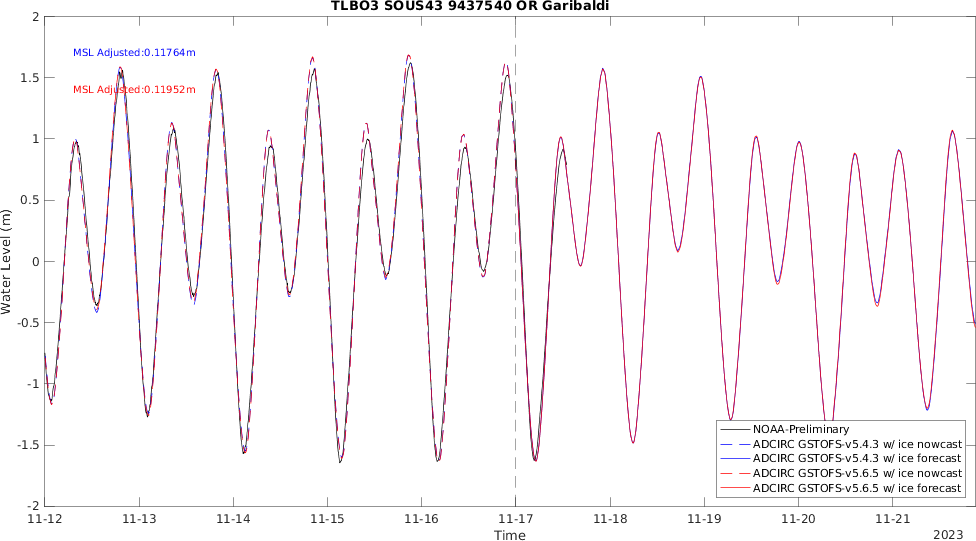 TLBO3 SOUS43 9437540 OR Garibaldi
MSL Adjusted:0.11764m
MSL Adjusted:0.11952m
Water Level (m)
2
1.5
1
0.5
0
-0.5
-1
-1.5
-2
NOAA-Preliminary
ADCIRC GSTOFS-v5.4.3 w/ ice nowcast
ADCIRC GSTOFS-v5.4.3 w/ ice forecast
ADCIRC GSTOFS-v5.6.5 w/ ice nowcast
ADCIRC GSTOFS-v5.6.5 w/ ice forecast
11-12 11-13 11-14 11-15 11-16 11-17 11-18 11-19 11-20 11-21
Time
2023